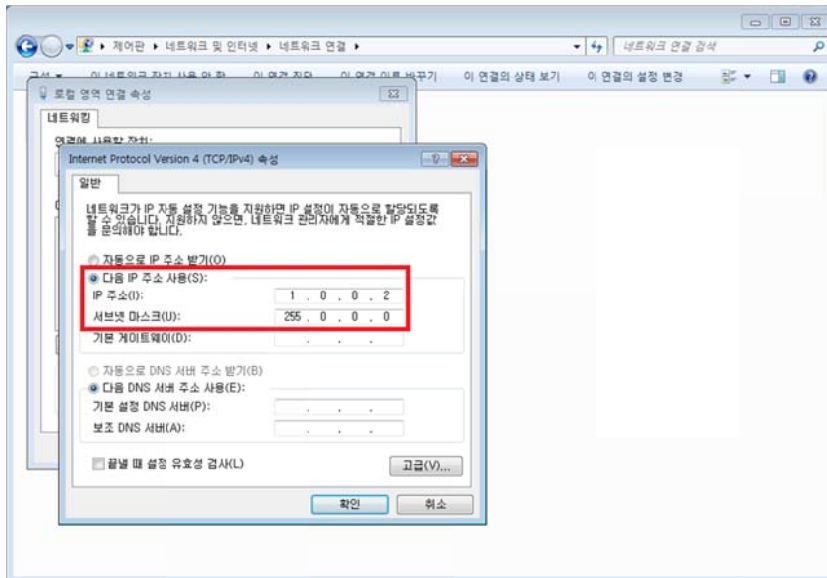 제어판 ▸ 네트워크 및 인터넷 ▸ 네트워크 연결 ▸
네트워크 연결 검색
이 연결의 상태 보기 이 연결의 설정 변경
로컬 영역 연결 속성
네트워킹
Internet Protocol Version 4 (TCP/IPv4) 속성
일반
네트워크가 IP 자동 설정 기능을 지원하면 IP 설정이 자동으로 할당되도록
할 수 있습니다. 지원하지 않으면, 네트워크 관리자에게 적절한 IP 설정값
을 문의해야 합니다.
자동으로 IP 주소 받기(O)
다음 IP 주소 사용(S):
IP 주소(I): 1 . 0 . 0 . 2
서브넷 마스크(U): 255 . 0 . 0 . 0
기본 게이트웨이(D): . . .
자동으로 DNS 서버 주소 받기(B)
다음 DNS 서버 주소 사용(E):
기본 설정 DNS 서버(P): . . .
보조 DNS 서버(A): . . .
끝낼 때 설정 유효성 검사(L)
고급(V)...
확인 취소